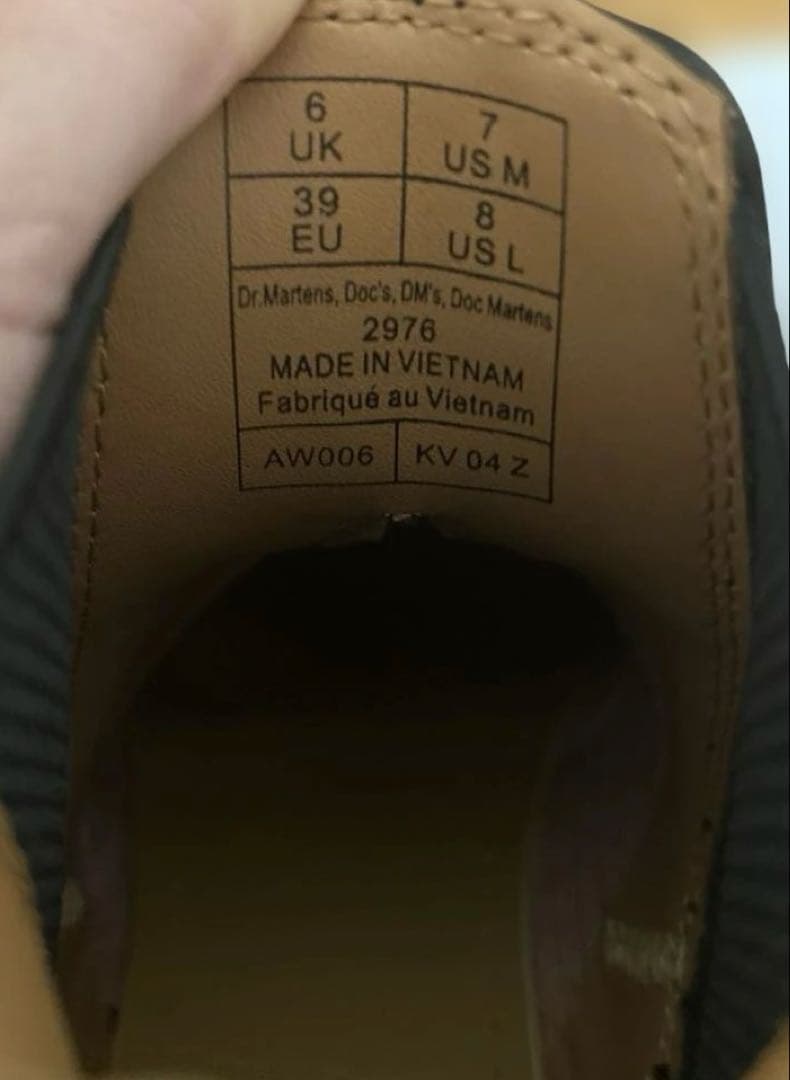 6
UK
7
US M
39
EU
8
US L
Dr.Martens, Doc's, DM's, Doc Martens
2976
MADE IN VIETNAM
Fabriqué au Vietnam
AW006
KV 04 Z